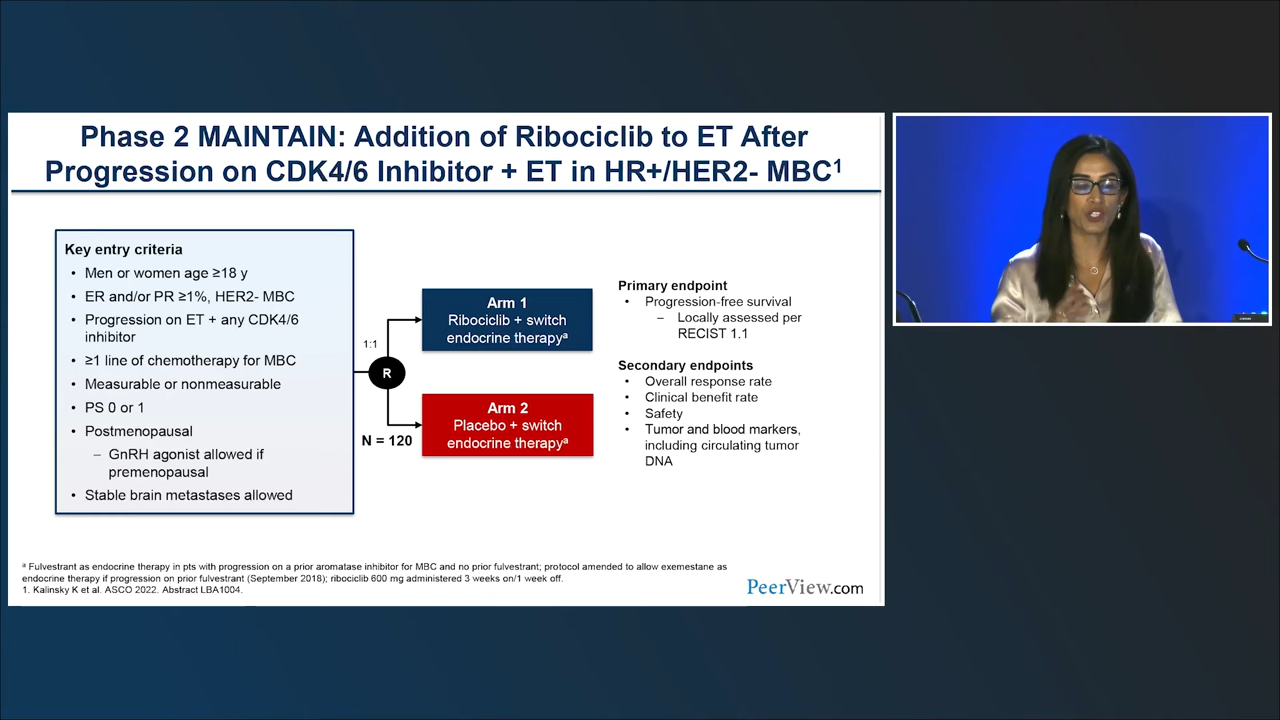 Phase 2 MAINTAIN: Addition of Ribociclib to ET After
Progression on CDK4/6 Inhibitor + ET in HR+/HER2- MBC¹
Key entry criteria
• Men or women age ≥18 y
• ER and/or PR ≥1%, HER2- MBC
• Progression on ET + any CDK4/6
inhibitor
• ≥1 line of chemotherapy for MBC
• Measurable or nonmeasurable
• PS 0 or 1
• Postmenopausal
– GnRH agonist allowed if
premenopausal
• Stable brain metastases allowed
1:1
R
N = 120
Arm 1
Ribociclib + switch
endocrine therapyᵃ
Arm 2
Placebo + switch
endocrine therapyᵃ
Primary endpoint
• Progression-free survival
– Locally assessed per
RECIST 1.1
Secondary endpoints
• Overall response rate
• Clinical benefit rate
• Safety
• Tumor and blood markers,
including circulating tumor
DNA
ᵃ Fulvestrant as endocrine therapy in pts with progression on a prior aromatase inhibitor for MBC and no prior fulvestrant; protocol amended to allow exemestane as
endocrine therapy if progression on prior fulvestrant (September 2018); ribociclib 600 mg administered 3 weeks on/1 week off.
1. Kalinsky K et al. ASCO 2022. Abstract LBA1004.
PeerView.com